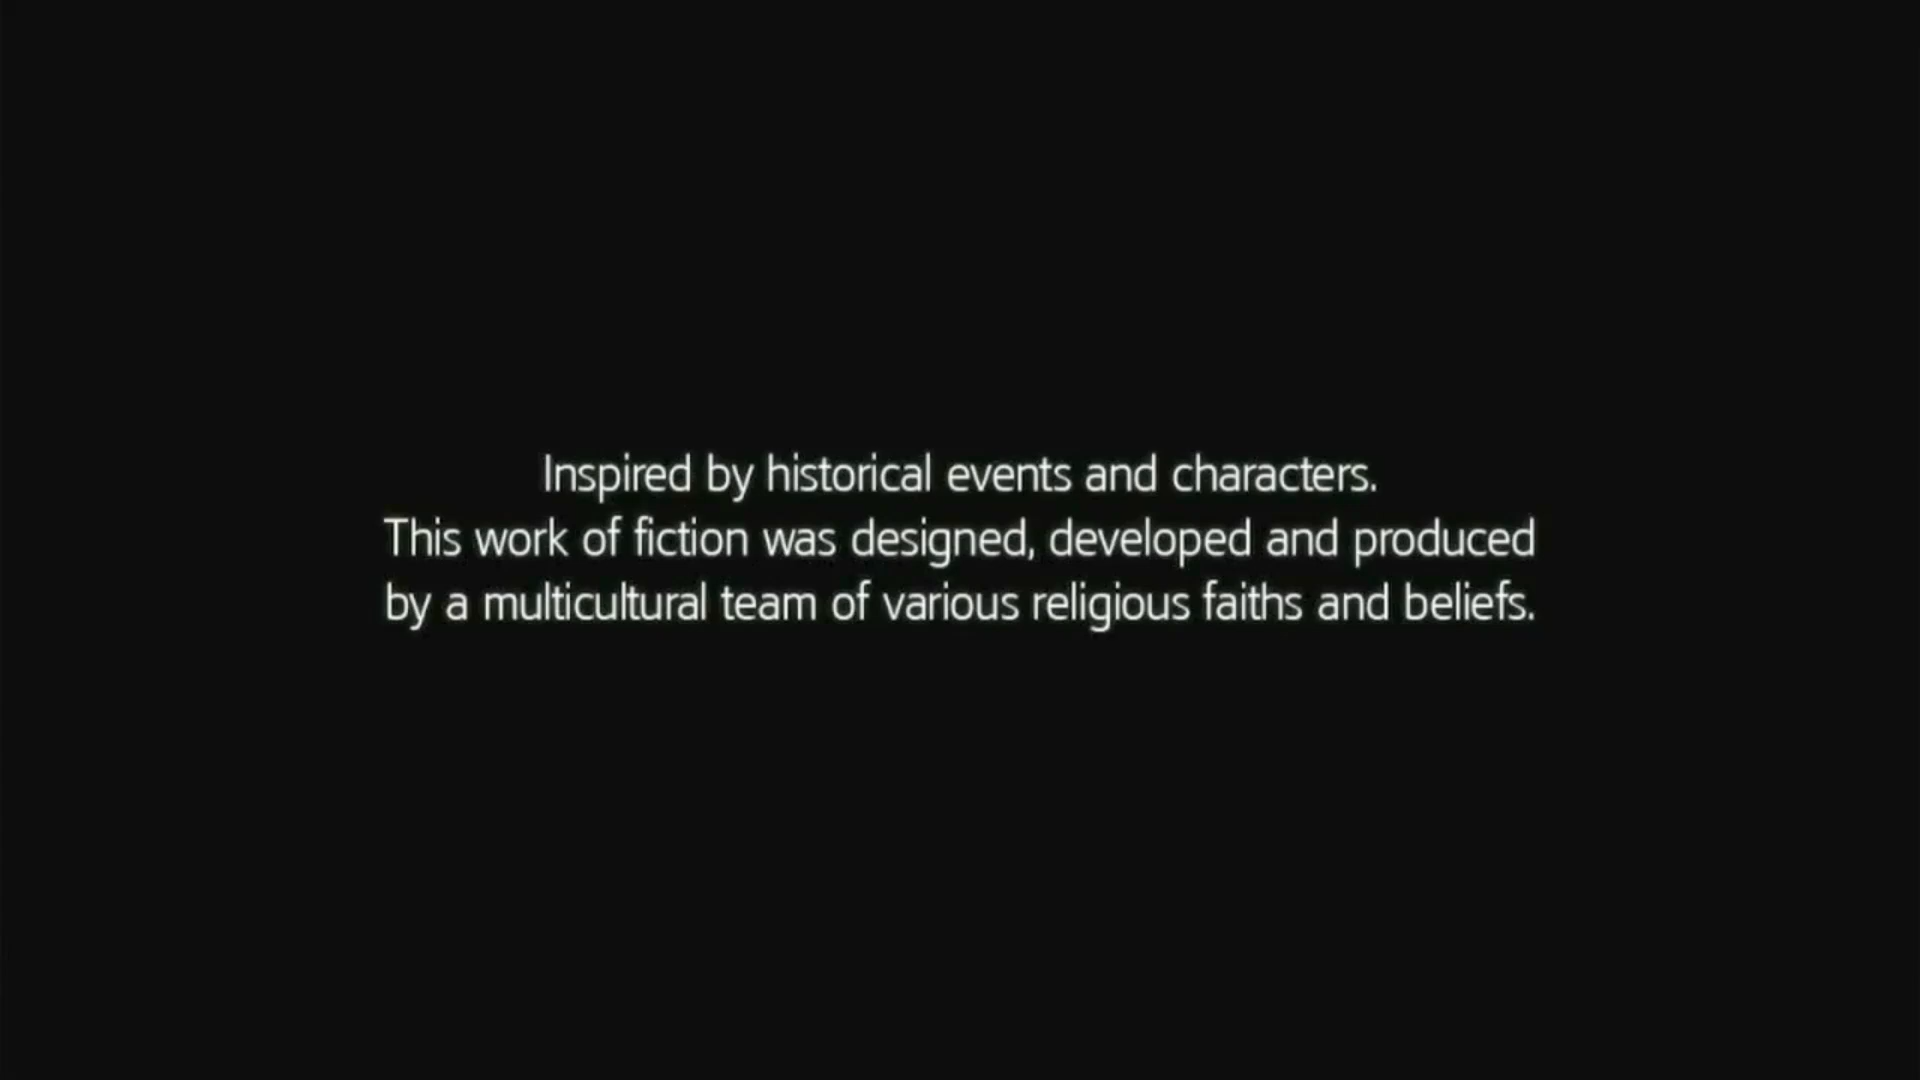 Inspired by historical events and characters.
This work of fiction was designed, developed and produced
by a multicultural team of various religious faiths and beliefs.